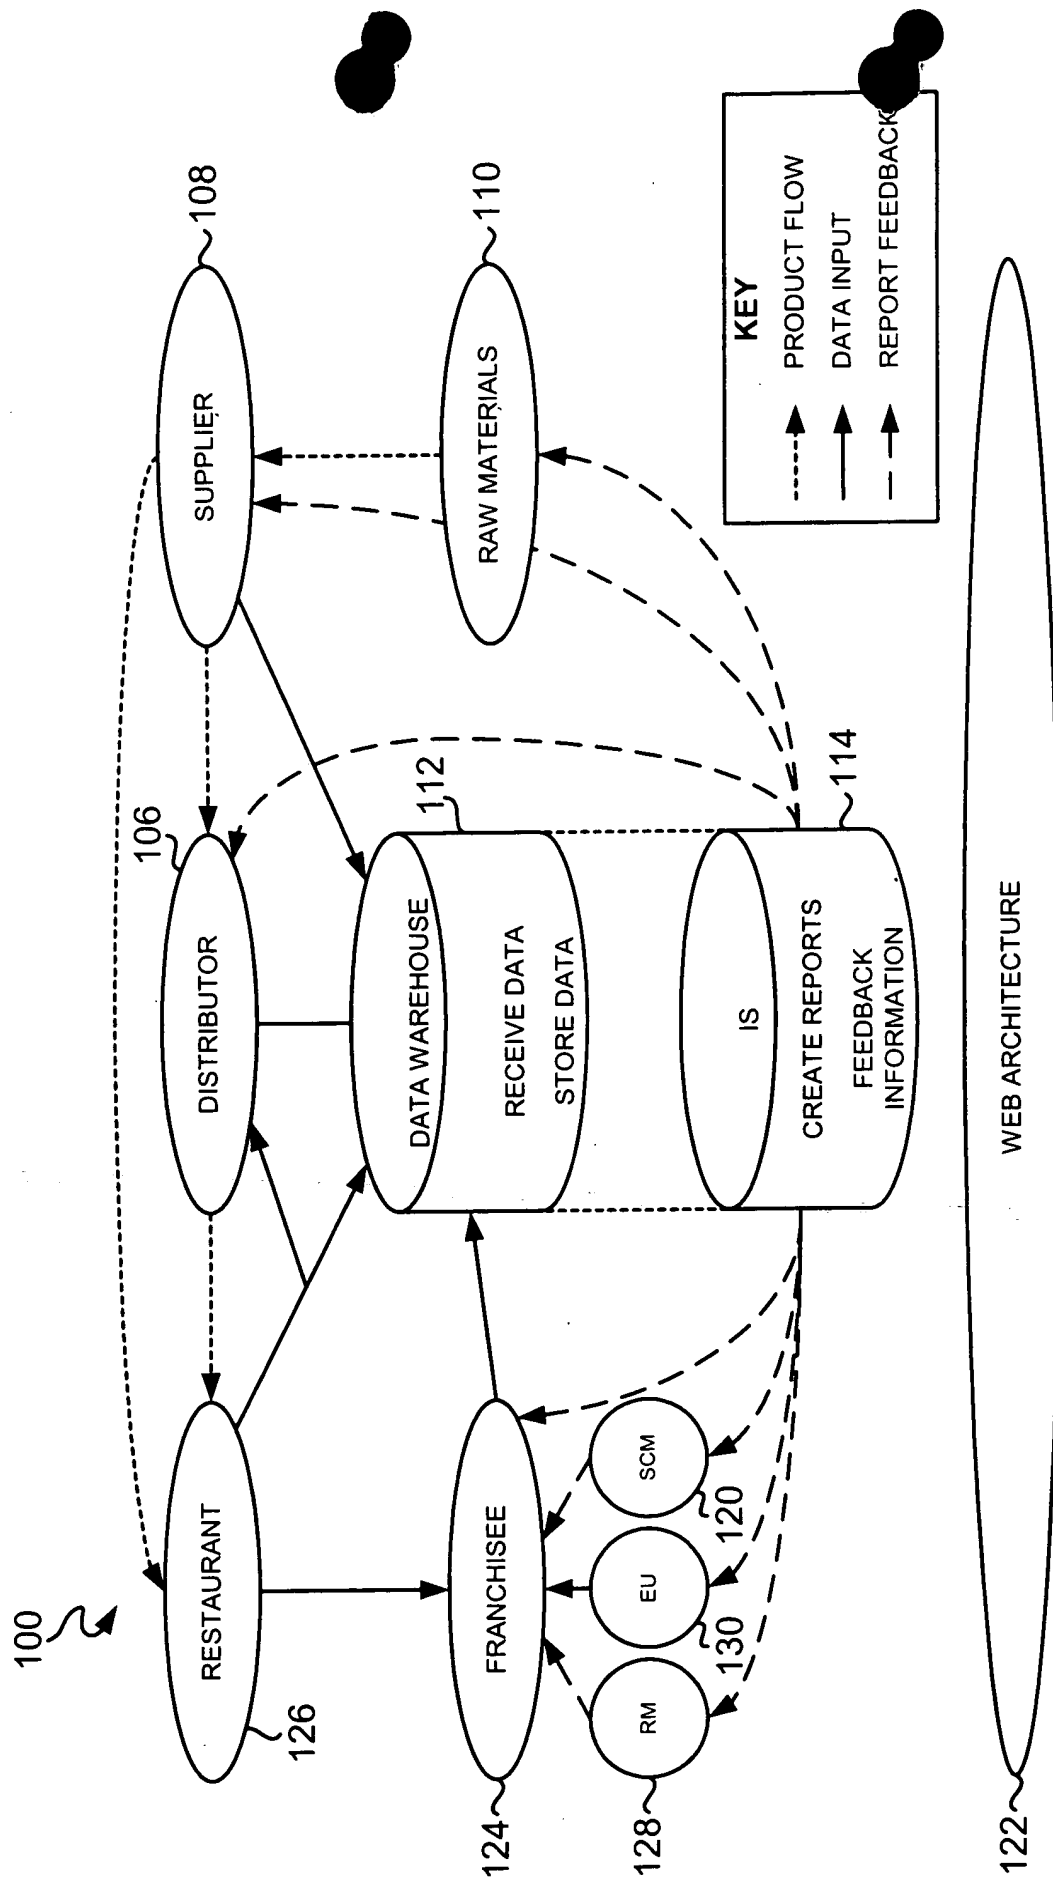 100
RESTAURANT
126
DISTRIBUTOR
106
SUPPLIER
108
FRANCHISEE
124
DATA WAREHOUSE
RECEIVE DATA
STORE DATA
112
RAW MATERIALS
110
RM
128
EU
130
SCM
120
IS
CREATE REPORTS
FEEDBACK
INFORMATION
114
KEY
PRODUCT FLOW
DATA INPUT
REPORT FEEDBACK
WEB ARCHITECTURE
122